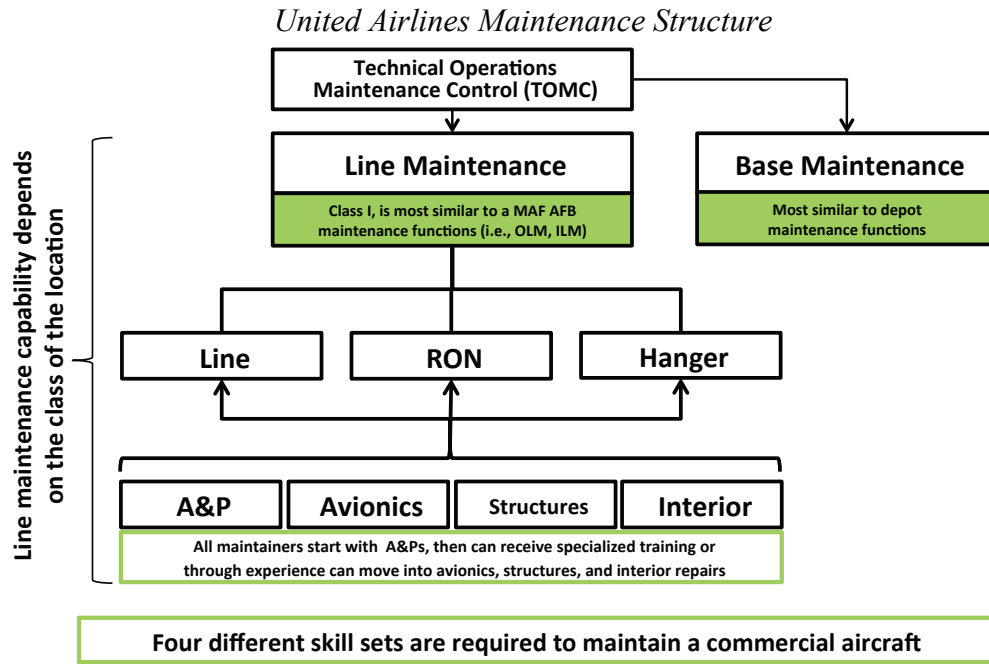 United Airlines Maintenance Structure
Technical Operations
Maintenance Control (TOMC)
Line Maintenance
Class I, is most similar to a MAF AFB
maintenance functions (i.e., OLM, ILM)
Base Maintenance
Most similar to depot
maintenance functions
Line maintenance capability depends
on the class of the location
Line
RON
Hanger
A&P
Avionics
Structures
Interior
All maintainers start with A&Ps, then can receive specialized training or
through experience can move into avionics, structures, and interior repairs
Four different skill sets are required to maintain a commercial aircraft